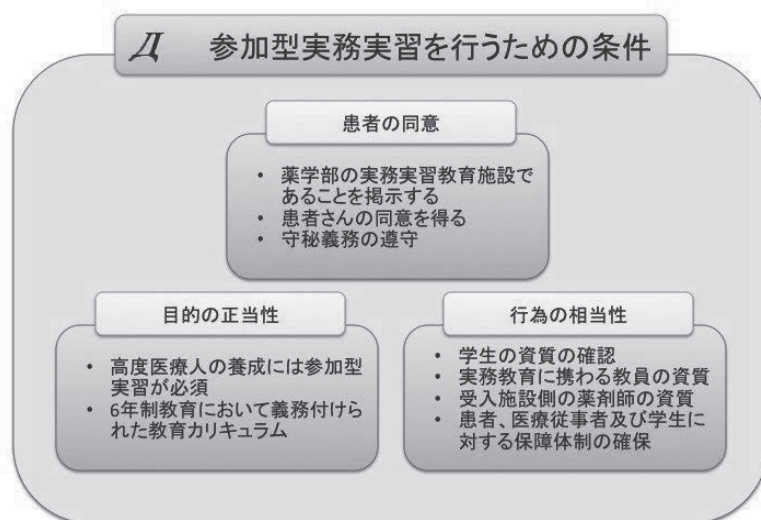 Д 参加型実務実習を行うための条件
患者の同意
・ 薬学部の実務実習教育施設で
あることを掲示する
・ 患者さんの同意を得る
・ 守秘義務の遵守
目的の正当性
・ 高度医療人の養成には参加型
実習が必須
・ 6年制教育において義務付けけ
られた教育カリキュラム
行為の相当性
・ 学生の資質の確認
・ 実務教育に携わる教員の資質
・ 受入施設側の薬剤師の資質
・ 患者、医療従事者及び学生に
対する保障体制の確保